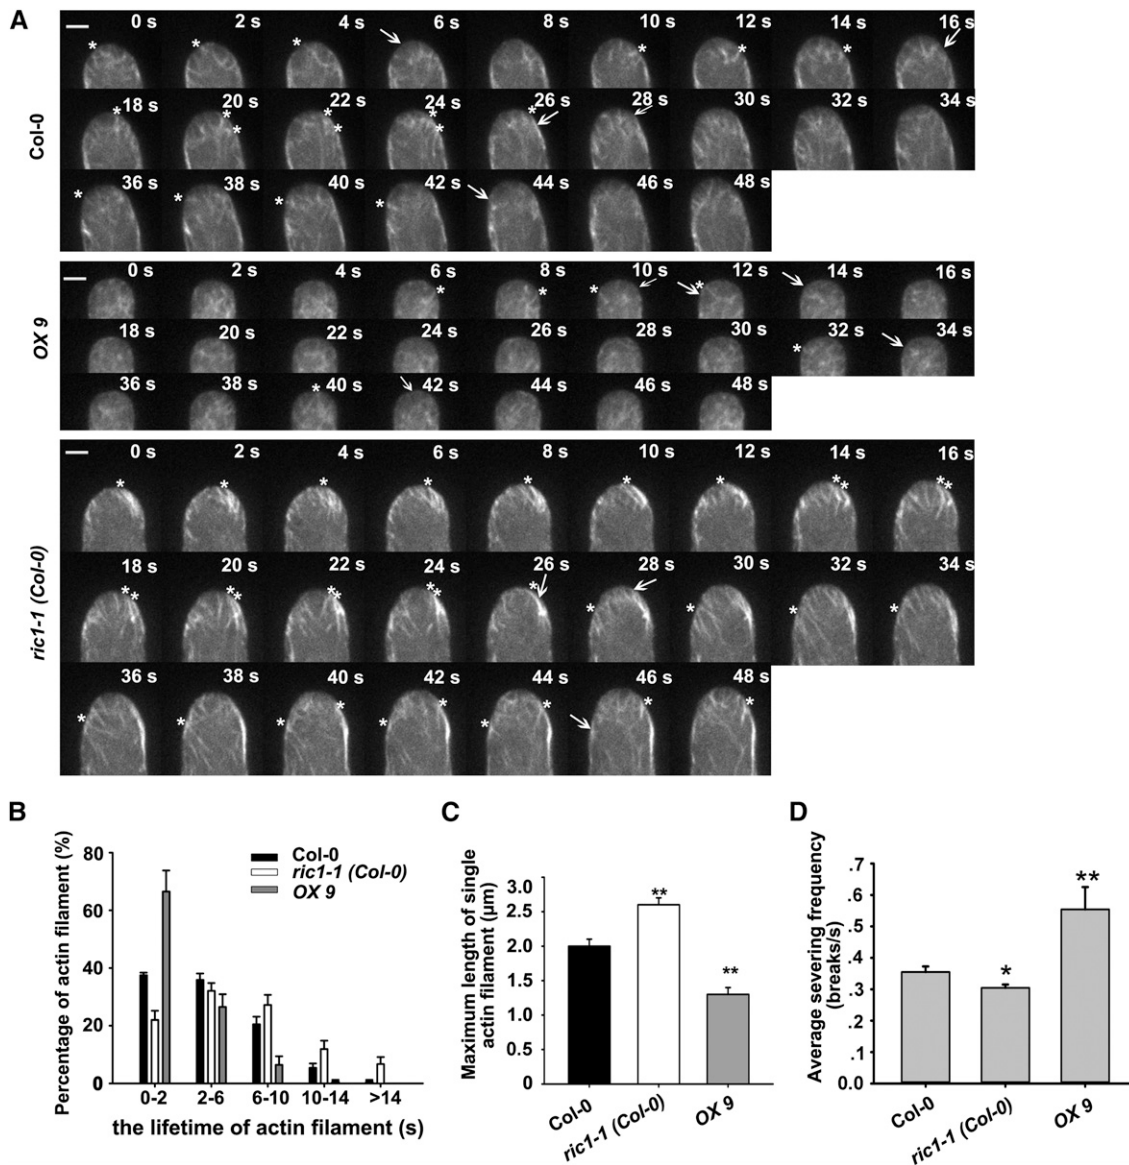 A
0 s 2 s 4 s 6 s 8 s 10 s 12 s 14 s 16 s
* * * * * *
Col-0
18 s 20 s 22 s 24 s 26 s 28 s 30 s 32 s 34 s
* * * * * * * *
36 s 38 s 40 s 42 s 44 s 46 s 48 s
* * * *
0 s 2 s 4 s 6 s 8 s 10 s 12 s 14 s 16 s
* * * *
OX 9
18 s 20 s 22 s 24 s 26 s 28 s 30 s 32 s 34 s
*
36 s 38 s 40 s 42 s 44 s 46 s 48 s
*
0 s 2 s 4 s 6 s 8 s 10 s 12 s 14 s 16 s
* * * * * * * ** **
ric1-1 (Col-0)
18 s 20 s 22 s 24 s 26 s 28 s 30 s 32 s 34 s
** ** ** ** * * * * *
36 s 38 s 40 s 42 s 44 s 46 s 48 s
* * * * * * * * *
B
Percentage of actin filament (%)
80
60
40
20
0
Col-0
ric1-1 (Col-0)
OX 9
0-2 2-6 6-10 10-14 >14
the lifetime of actin filament (s)
C
Maximum length of single
actin filament (µm)
3.0
2.5
2.0
1.5
1.0
0.5
0
**
**
Col-0
ric1-1 (Col-0)
OX 9
D
Average severing frequency
(breaks/s)
.7
.6
.5
.4
.3
.2
.1
0.0
*
**
Col-0
ric1-1 (Col-0)
OX 9